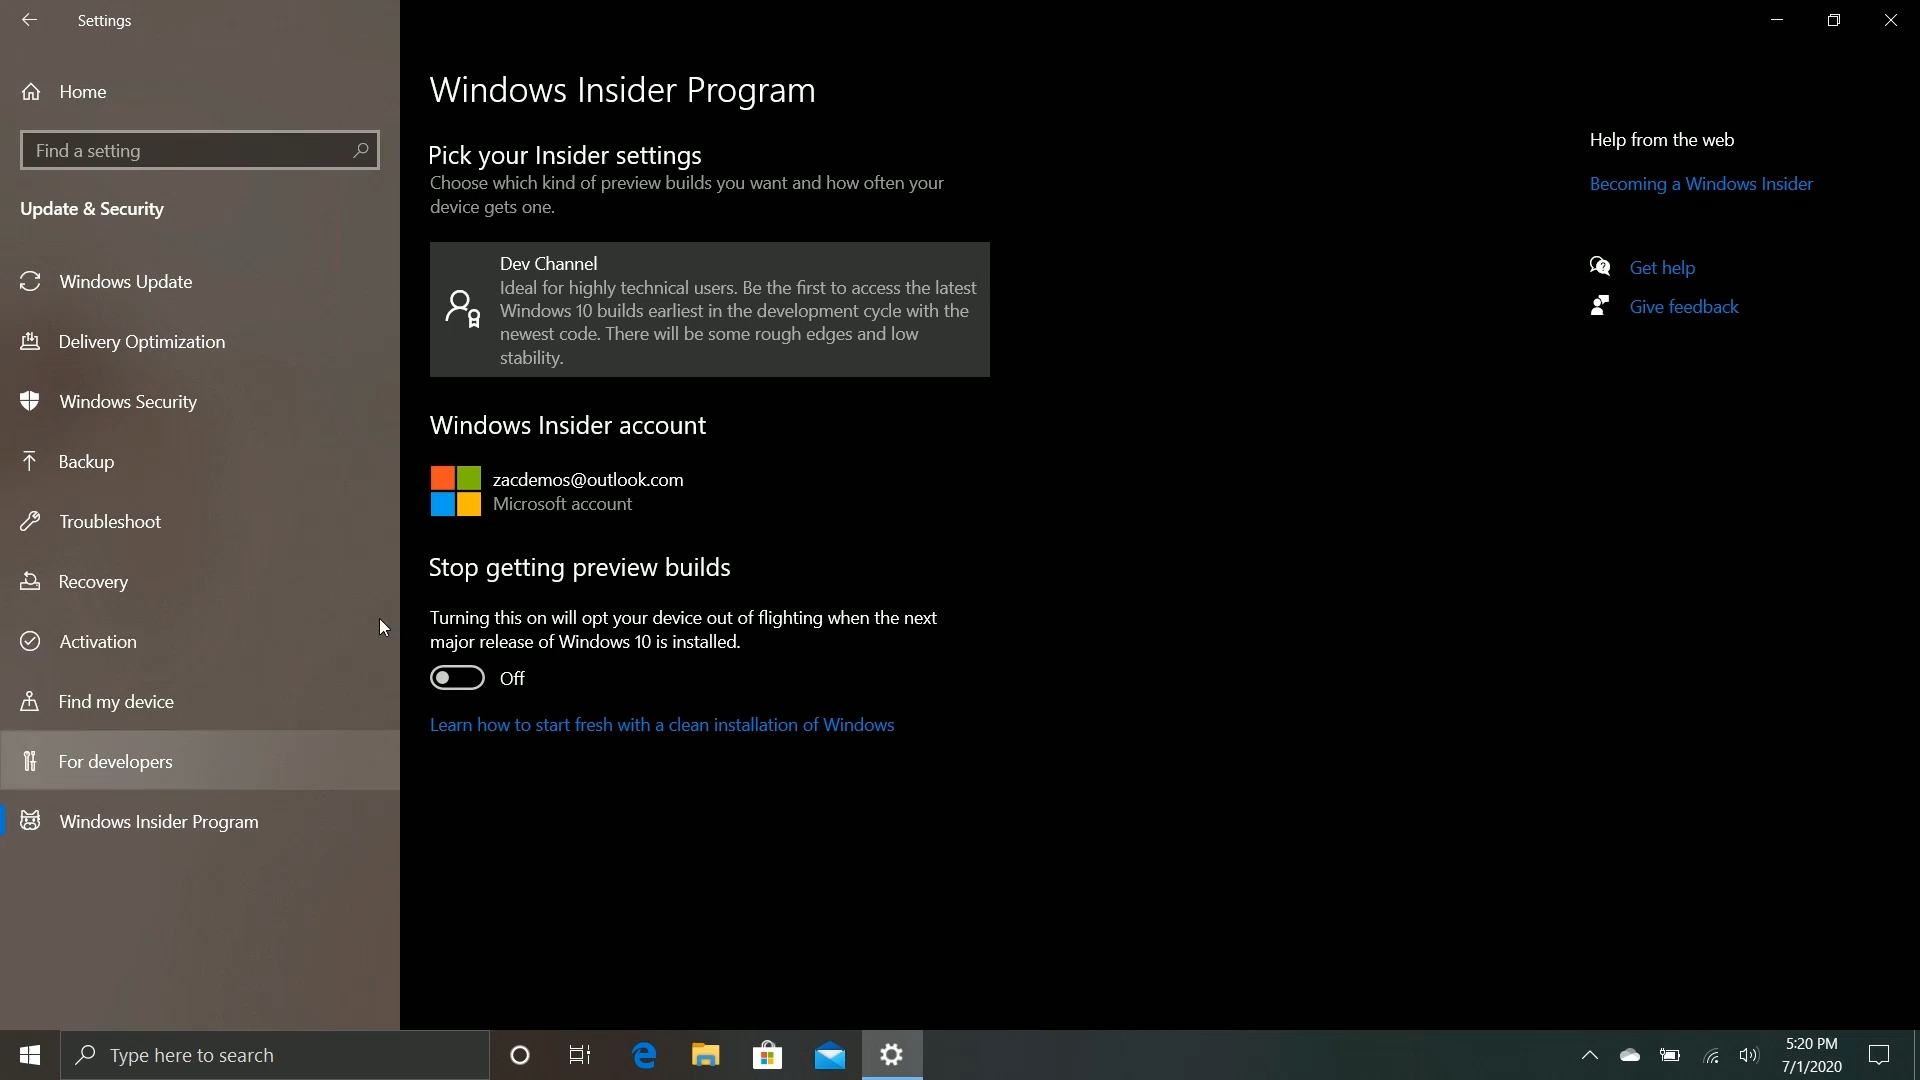 Settings
Home
Find a setting
Update & Security
Windows Update
Delivery Optimization
Windows Security
Backup
Troubleshoot
Recovery
Activation
Find my device
For developers
Windows Insider Program
Windows Insider Program
Pick your Insider settings
Choose which kind of preview builds you want and how often your
device gets one.
Dev Channel
Ideal for highly technical users. Be the first to access the latest
Windows 10 builds earliest in the development cycle with the
newest code. There will be some rough edges and low
stability.
Windows Insider account
zacdemos@outlook.com
Microsoft account
Stop getting preview builds
Turning this on will opt your device out of flighting when the next
major release of Windows 10 is installed.
Off
Learn how to start fresh with a clean installation of Windows
Help from the web
Becoming a Windows Insider
Get help
Give feedback
Type here to search
5:20 PM
7/1/2020